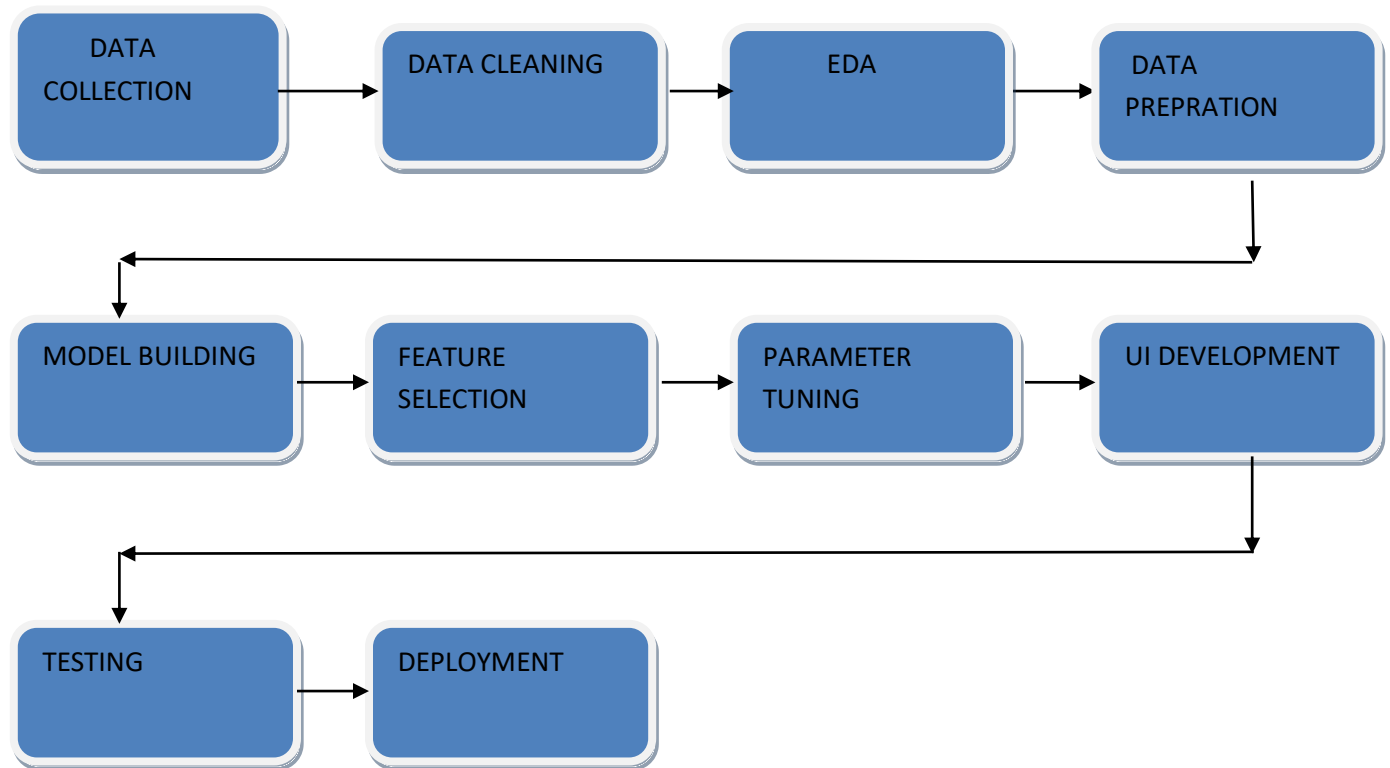 DATA
COLLECTION
DATA CLEANING
EDA
DATA
PREPRATION
MODEL BUILDING
FEATURE
SELECTION
PARAMETER
TUNING
UI DEVELOPMENT
TESTING
DEPLOYMENT